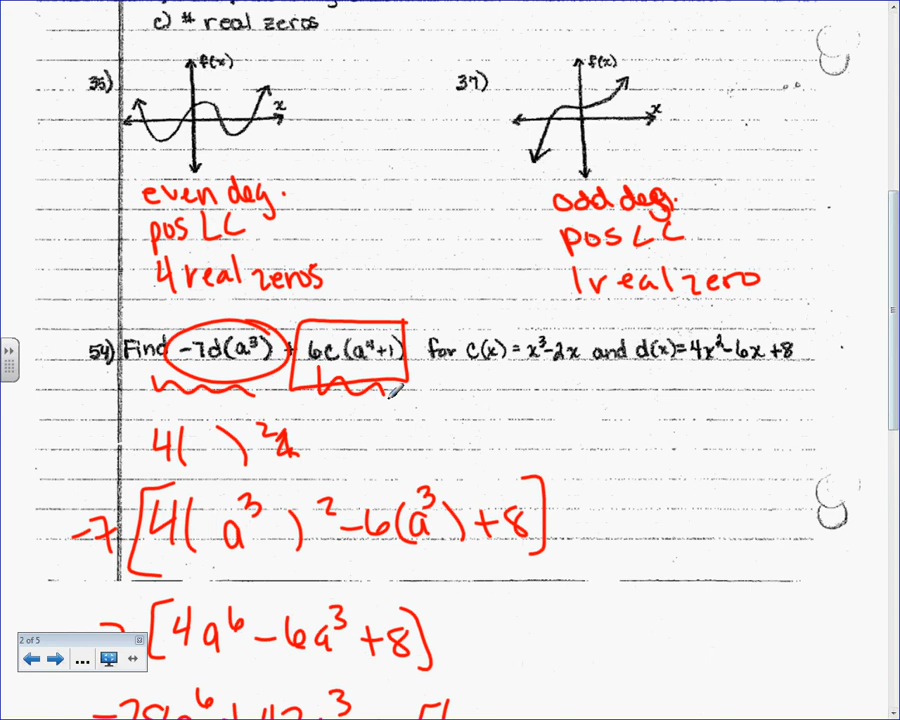 c) # real zeros
35) f(x) x
37) f(x) x
even deg.
pos LC
4 real zeros
odd deg.
pos LC
1 real zero
54) Find -7d(a³) + 6c(a⁴+1) for c(x) = x³-2x and d(x)=4x²-6x+8
4( )²
-7[4(a³)²-6(a³)+8]
[4a⁶-6a³+8]
2 of 5